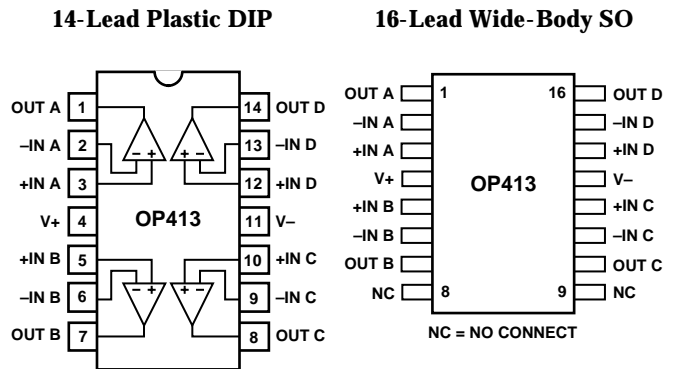 14-Lead Plastic DIP
16-Lead Wide-Body SO
OUT A 1 14 OUT D
–IN A 2 13 –IN D
– + + –
+IN A 3 12 +IN D
V+ 4 OP413 11 V–
+IN B 5 10 +IN C
– + + –
–IN B 6 9 –IN C
OUT B 7 8 OUT C
OUT A 1 16 OUT D
–IN A –IN D
+IN A +IN D
V+ OP413 V–
+IN B +IN C
–IN B –IN C
OUT B OUT C
NC 8 9 NC
NC = NO CONNECT